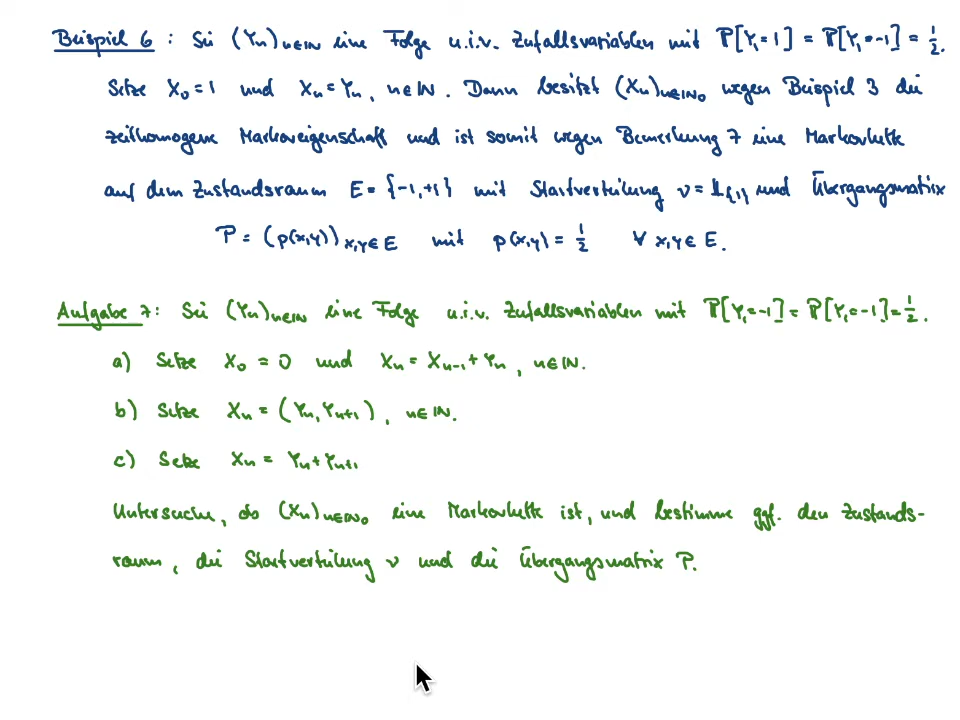 Beispiel 6 : Sei (Yn)n∈ℕ eine Folge u.i.v. Zufallsvariablen mit P[Y₁=1] = P[Y₁=-1] = 1/2.
Setze X₀=1 und Xn=Yn, n∈ℕ. Dann besitzt (Xn)n∈ℕ₀ wegen Beispiel 3 die
zeithomogene Markoveigenschaft und ist somit wegen Bemerkung 7 eine Markovkette
auf dem Zustandsraum E={-1,+1} mit Startverteilung ν=𝟙{1} und Übergangsmatrix
P = (p(x,y))x,y∈E mit p(x,y) = 1/2 ∀ x,y∈E.
Aufgabe 7: Sei (Yn)n∈ℕ eine Folge u.i.v. Zufallsvariablen mit P[Y₁=-1] = P[Y₁=-1] = 1/2.
a) Setze X₀ = 0 und Xn = Xn-1 + Yn, n∈ℕ.
b) Setze Xn = (Yn, Yn+1), n∈ℕ.
c) Setze Xn = Yn + Yn+1
Untersuche, ob (Xn)n∈ℕ₀ eine Markovkette ist, und bestimme ggf. den Zustands-
raum, die Startverteilung ν und die Übergangsmatrix P.